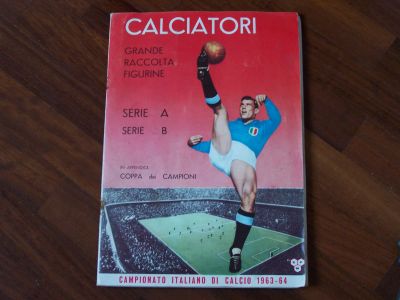 CALCIATORI
GRANDE
RACCOLTA
FIGURINE
SERIE A
SERIE B
IN APPENDICE
COPPA dei CAMPIONI
CAMPIONATO ITALIANO DI CALCIO 1963-64